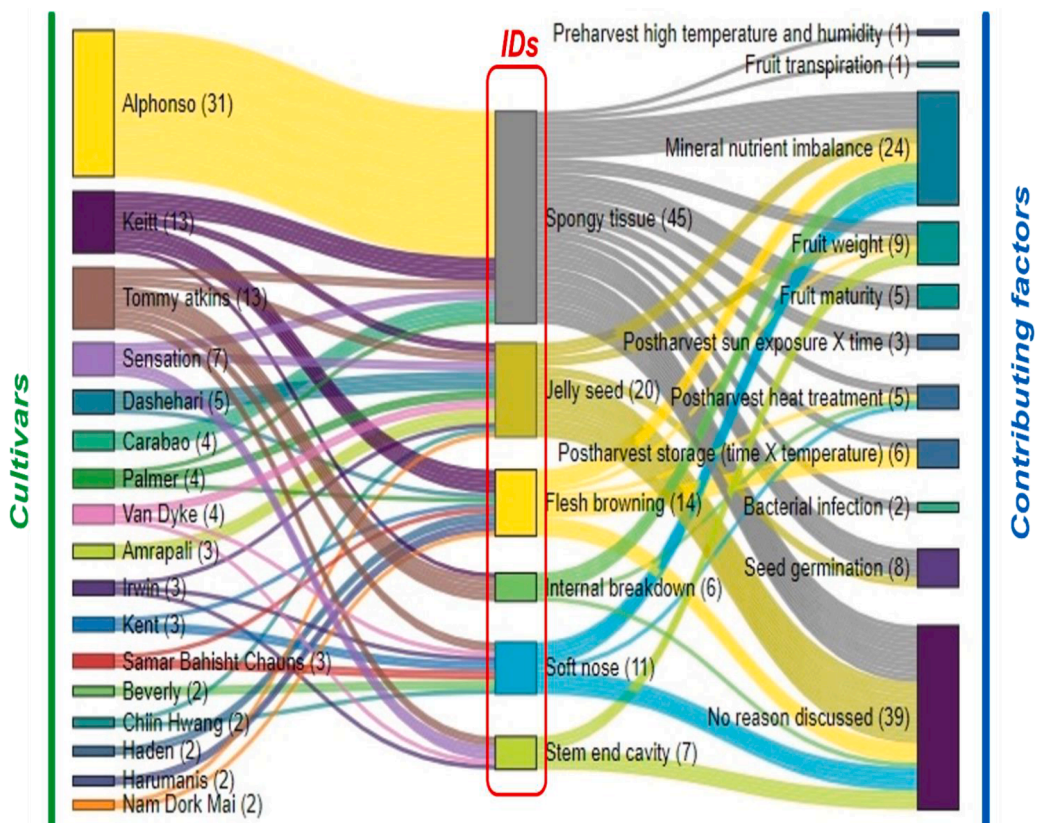 IDs
Cultivars
Alphonso (31)
Keitt (13)
Tommy atkins (13)
Sensation (7)
Dashehari (5)
Carabao (4)
Palmer (4)
Van Dyke (4)
Amrapali (3)
Irwin (3)
Kent (3)
Samar Bahisht Chauns (3)
Beverly (2)
Chiin Hwang (2)
Haden (2)
Harumanis (2)
Nam Dork Mai (2)
Spongy tissue (45)
Jelly seed (20)
Flesh browning (14)
Internal breakdown (6)
Soft nose (11)
Stem end cavity (7)
Preharvest high temperature and humidity (1)
Fruit transpiration (1)
Mineral nutrient imbalance (24)
Fruit weight (9)
Fruit maturity (5)
Postharvest sun exposure X time (3)
Postharvest heat treatment (5)
Postharvest storage (time X temperature) (6)
Bacterial infection (2)
Seed germination (8)
No reason discussed (39)
Contributing factors